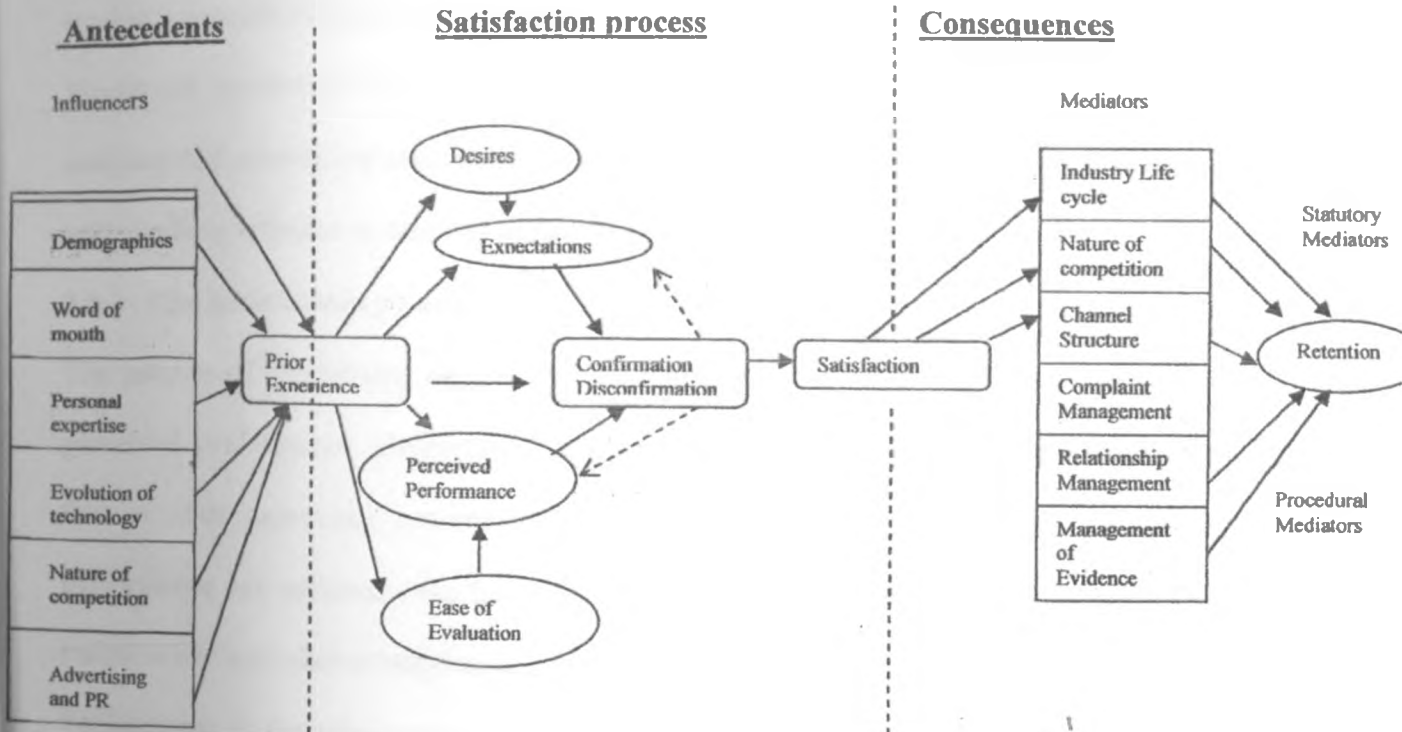 Antecedents
Satisfaction process
Consequences
Influencers
Demographics
Word of
mouth
Personal
expertise
Evolution of
technology
Nature of
competition
Advertising
and PR
Prior
Experience
Desires
Expectations
Confirmation
Disconfirmation
Perceived
Performance
Ease of
Evaluation
Satisfaction
Mediators
Industry Life
cycle
Nature of
competition
Channel
Structure
Complaint
Management
Relationship
Management
Management
of
Evidence
Statutory
Mediators
Retention
Procedural
Mediators